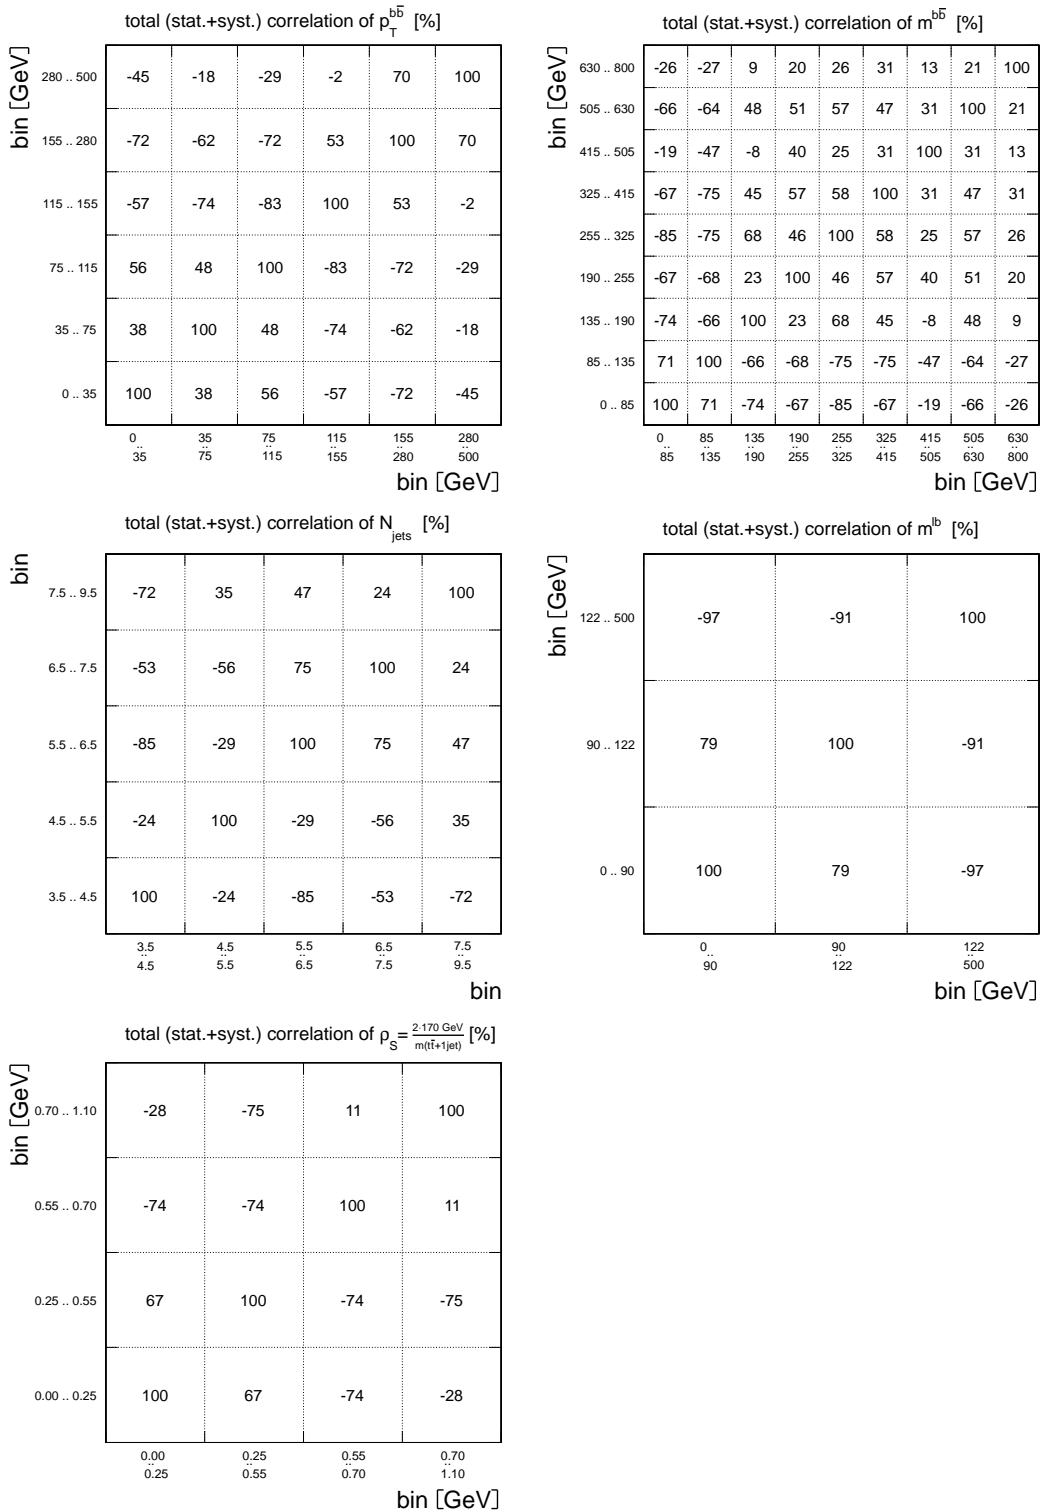 total (stat.+syst.) correlation of p_T^{bb̄} [%]
bin [GeV]
280 .. 500 -45 -18 -29 -2 70 100
155 .. 280 -72 -62 -72 53 100 70
115 .. 155 -57 -74 -83 100 53 -2
75 .. 115 56 48 100 -83 -72 -29
35 .. 75 38 100 48 -74 -62 -18
0 .. 35 100 38 56 -57 -72 -45
0 35 75 115 155 280
.. .. .. .. .. ..
35 75 115 155 280 500
bin [GeV]
total (stat.+syst.) correlation of m^{bb̄} [%]
bin [GeV]
630 .. 800 -26 -27 9 20 26 31 13 21 100
505 .. 630 -66 -64 48 51 57 47 31 100 21
415 .. 505 -19 -47 -8 40 25 31 100 31 13
325 .. 415 -67 -75 45 57 58 100 31 47 31
255 .. 325 -85 -75 68 46 100 58 25 57 26
190 .. 255 -67 -68 23 100 46 57 40 51 20
135 .. 190 -74 -66 100 23 68 45 -8 48 9
85 .. 135 71 100 -66 -68 -75 -75 -47 -64 -27
0 .. 85 100 71 -74 -67 -85 -67 -19 -66 -26
0 85 135 190 255 325 415 505 630
.. .. .. .. .. .. .. .. ..
85 135 190 255 325 415 505 630 800
bin [GeV]
total (stat.+syst.) correlation of N_{jets} [%]
bin
7.5 .. 9.5 -72 35 47 24 100
6.5 .. 7.5 -53 -56 75 100 24
5.5 .. 6.5 -85 -29 100 75 47
4.5 .. 5.5 -24 100 -29 -56 35
3.5 .. 4.5 100 -24 -85 -53 -72
3.5 4.5 5.5 6.5 7.5
.. .. .. .. ..
4.5 5.5 6.5 7.5 9.5
bin
total (stat.+syst.) correlation of m^{lb} [%]
bin [GeV]
122 .. 500 -97 -91 100
90 .. 122 79 100 -91
0 .. 90 100 79 -97
0 90 122
.. .. ..
90 122 500
bin [GeV]
total (stat.+syst.) correlation of ρ_S = 2·170 GeV / m(tt̄+1jet) [%]
bin [GeV]
0.70 .. 1.10 -28 -75 11 100
0.55 .. 0.70 -74 -74 100 11
0.25 .. 0.55 67 100 -74 -75
0.00 .. 0.25 100 67 -74 -28
0.00 0.25 0.55 0.70
.. .. .. ..
0.25 0.55 0.70 1.10
bin [GeV]